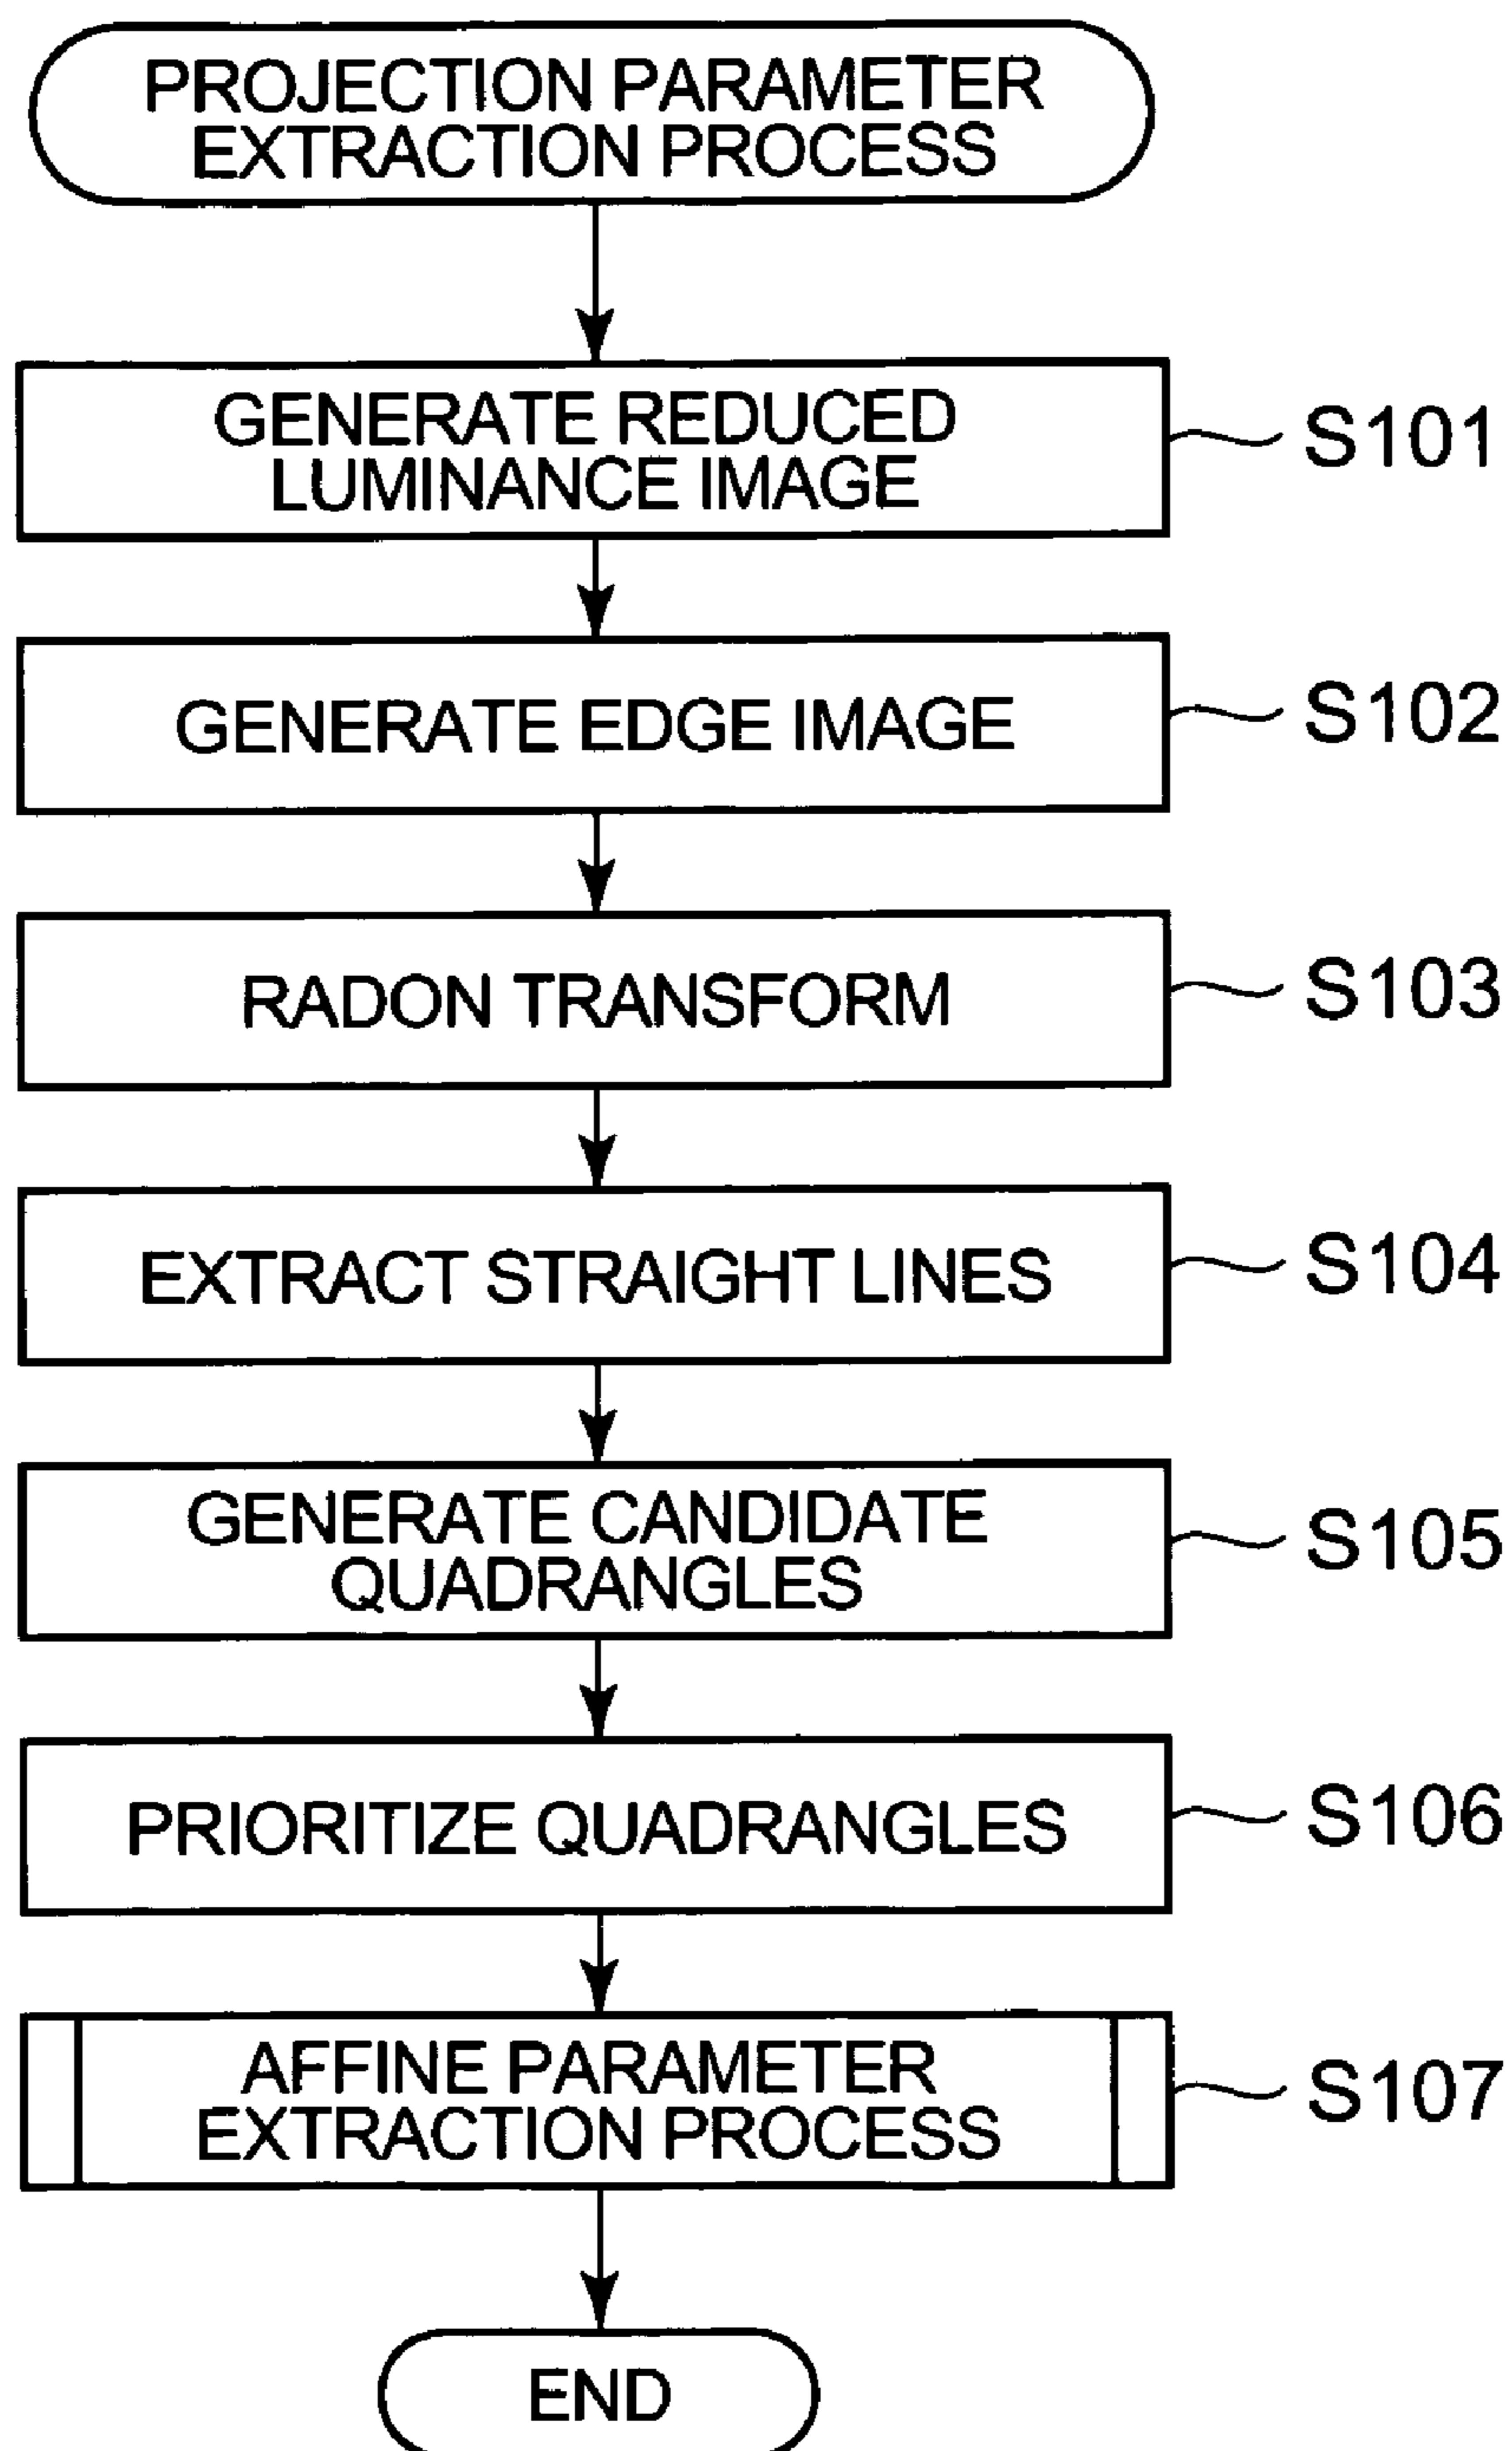 PROJECTION PARAMETER
EXTRACTION PROCESS
GENERATE REDUCED
LUMINANCE IMAGE
S101
GENERATE EDGE IMAGE
S102
RADON TRANSFORM
S103
EXTRACT STRAIGHT LINES
S104
GENERATE CANDIDATE
QUADRANGLES
S105
PRIORITIZE QUADRANGLES
S106
AFFINE PARAMETER
EXTRACTION PROCESS
S107
END